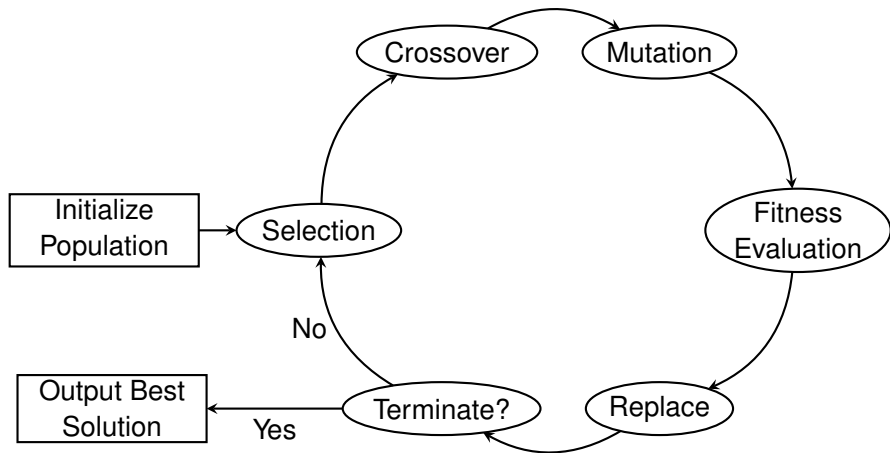 Crossover
Mutation
Initialize
Population
Selection
Fitness
Evaluation
No
Output Best
Solution
Yes
Terminate?
Replace